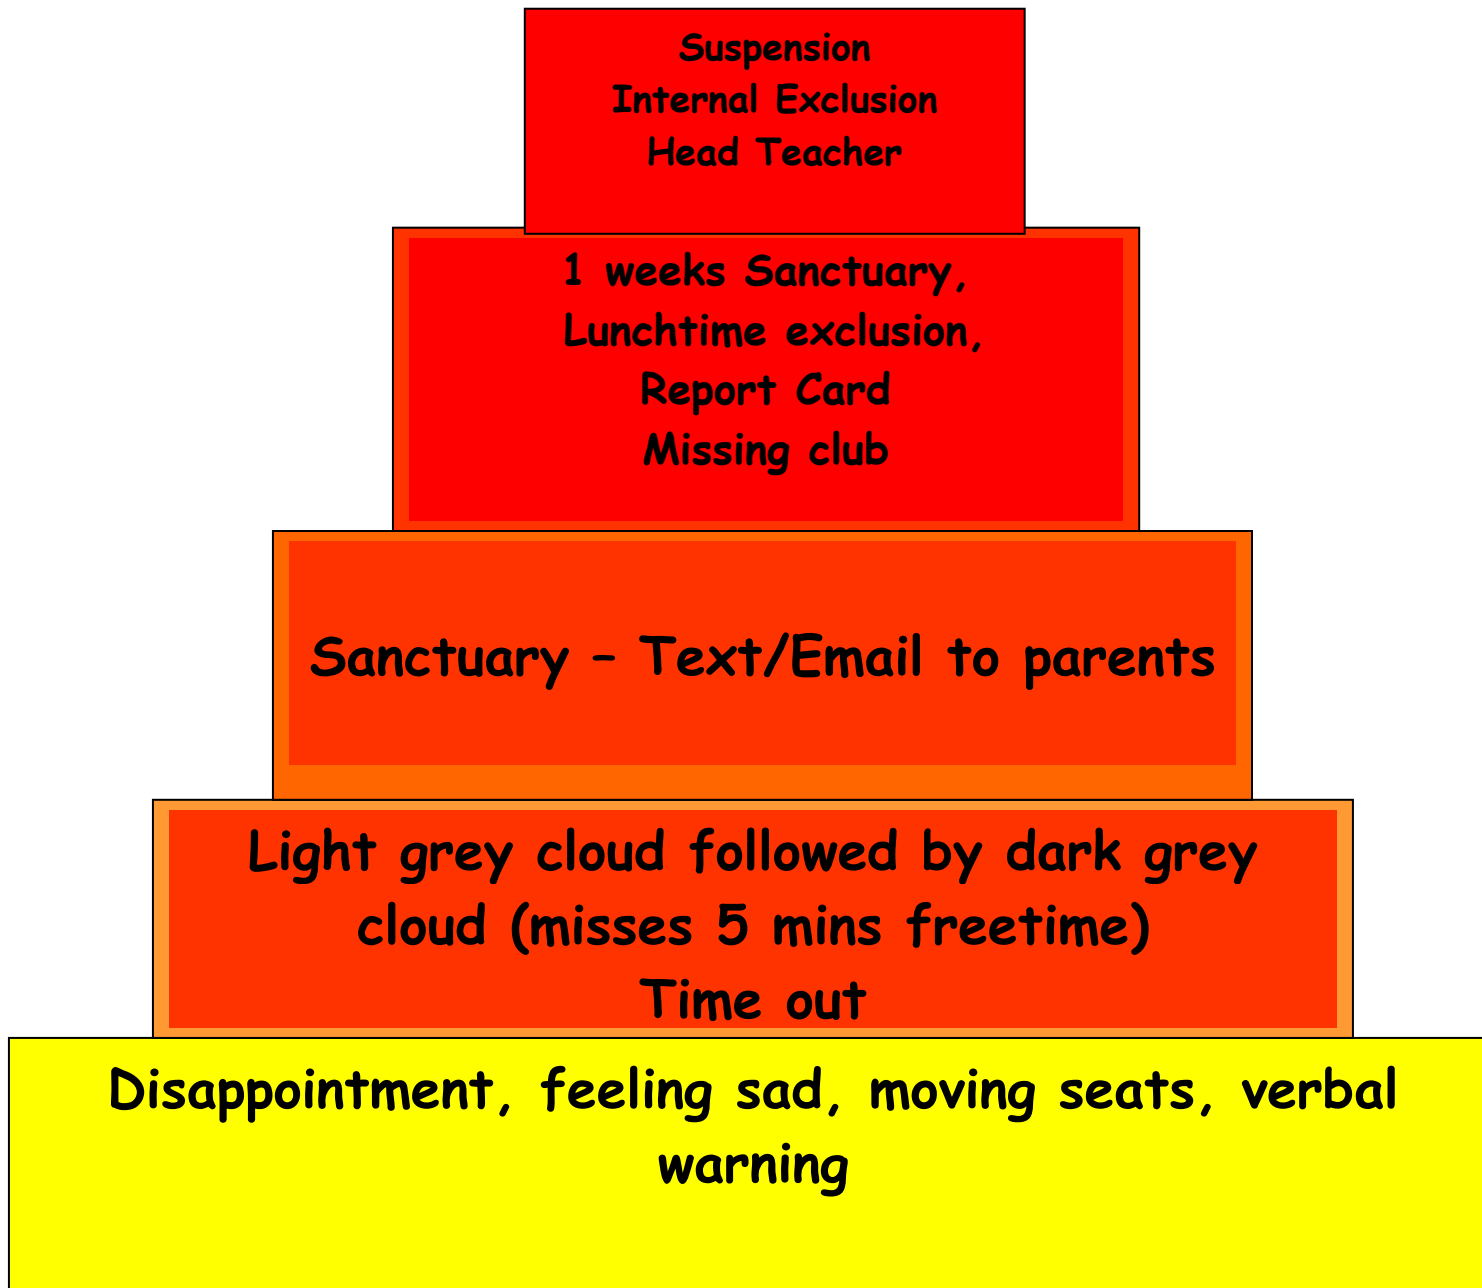 Suspension
Internal Exclusion
Head Teacher
1 weeks Sanctuary,
Lunchtime exclusion,
Report Card
Missing club
Sanctuary – Text/Email to parents
Light grey cloud followed by dark grey
cloud (misses 5 mins freetime)
Time out
Disappointment, feeling sad, moving seats, verbal
warning